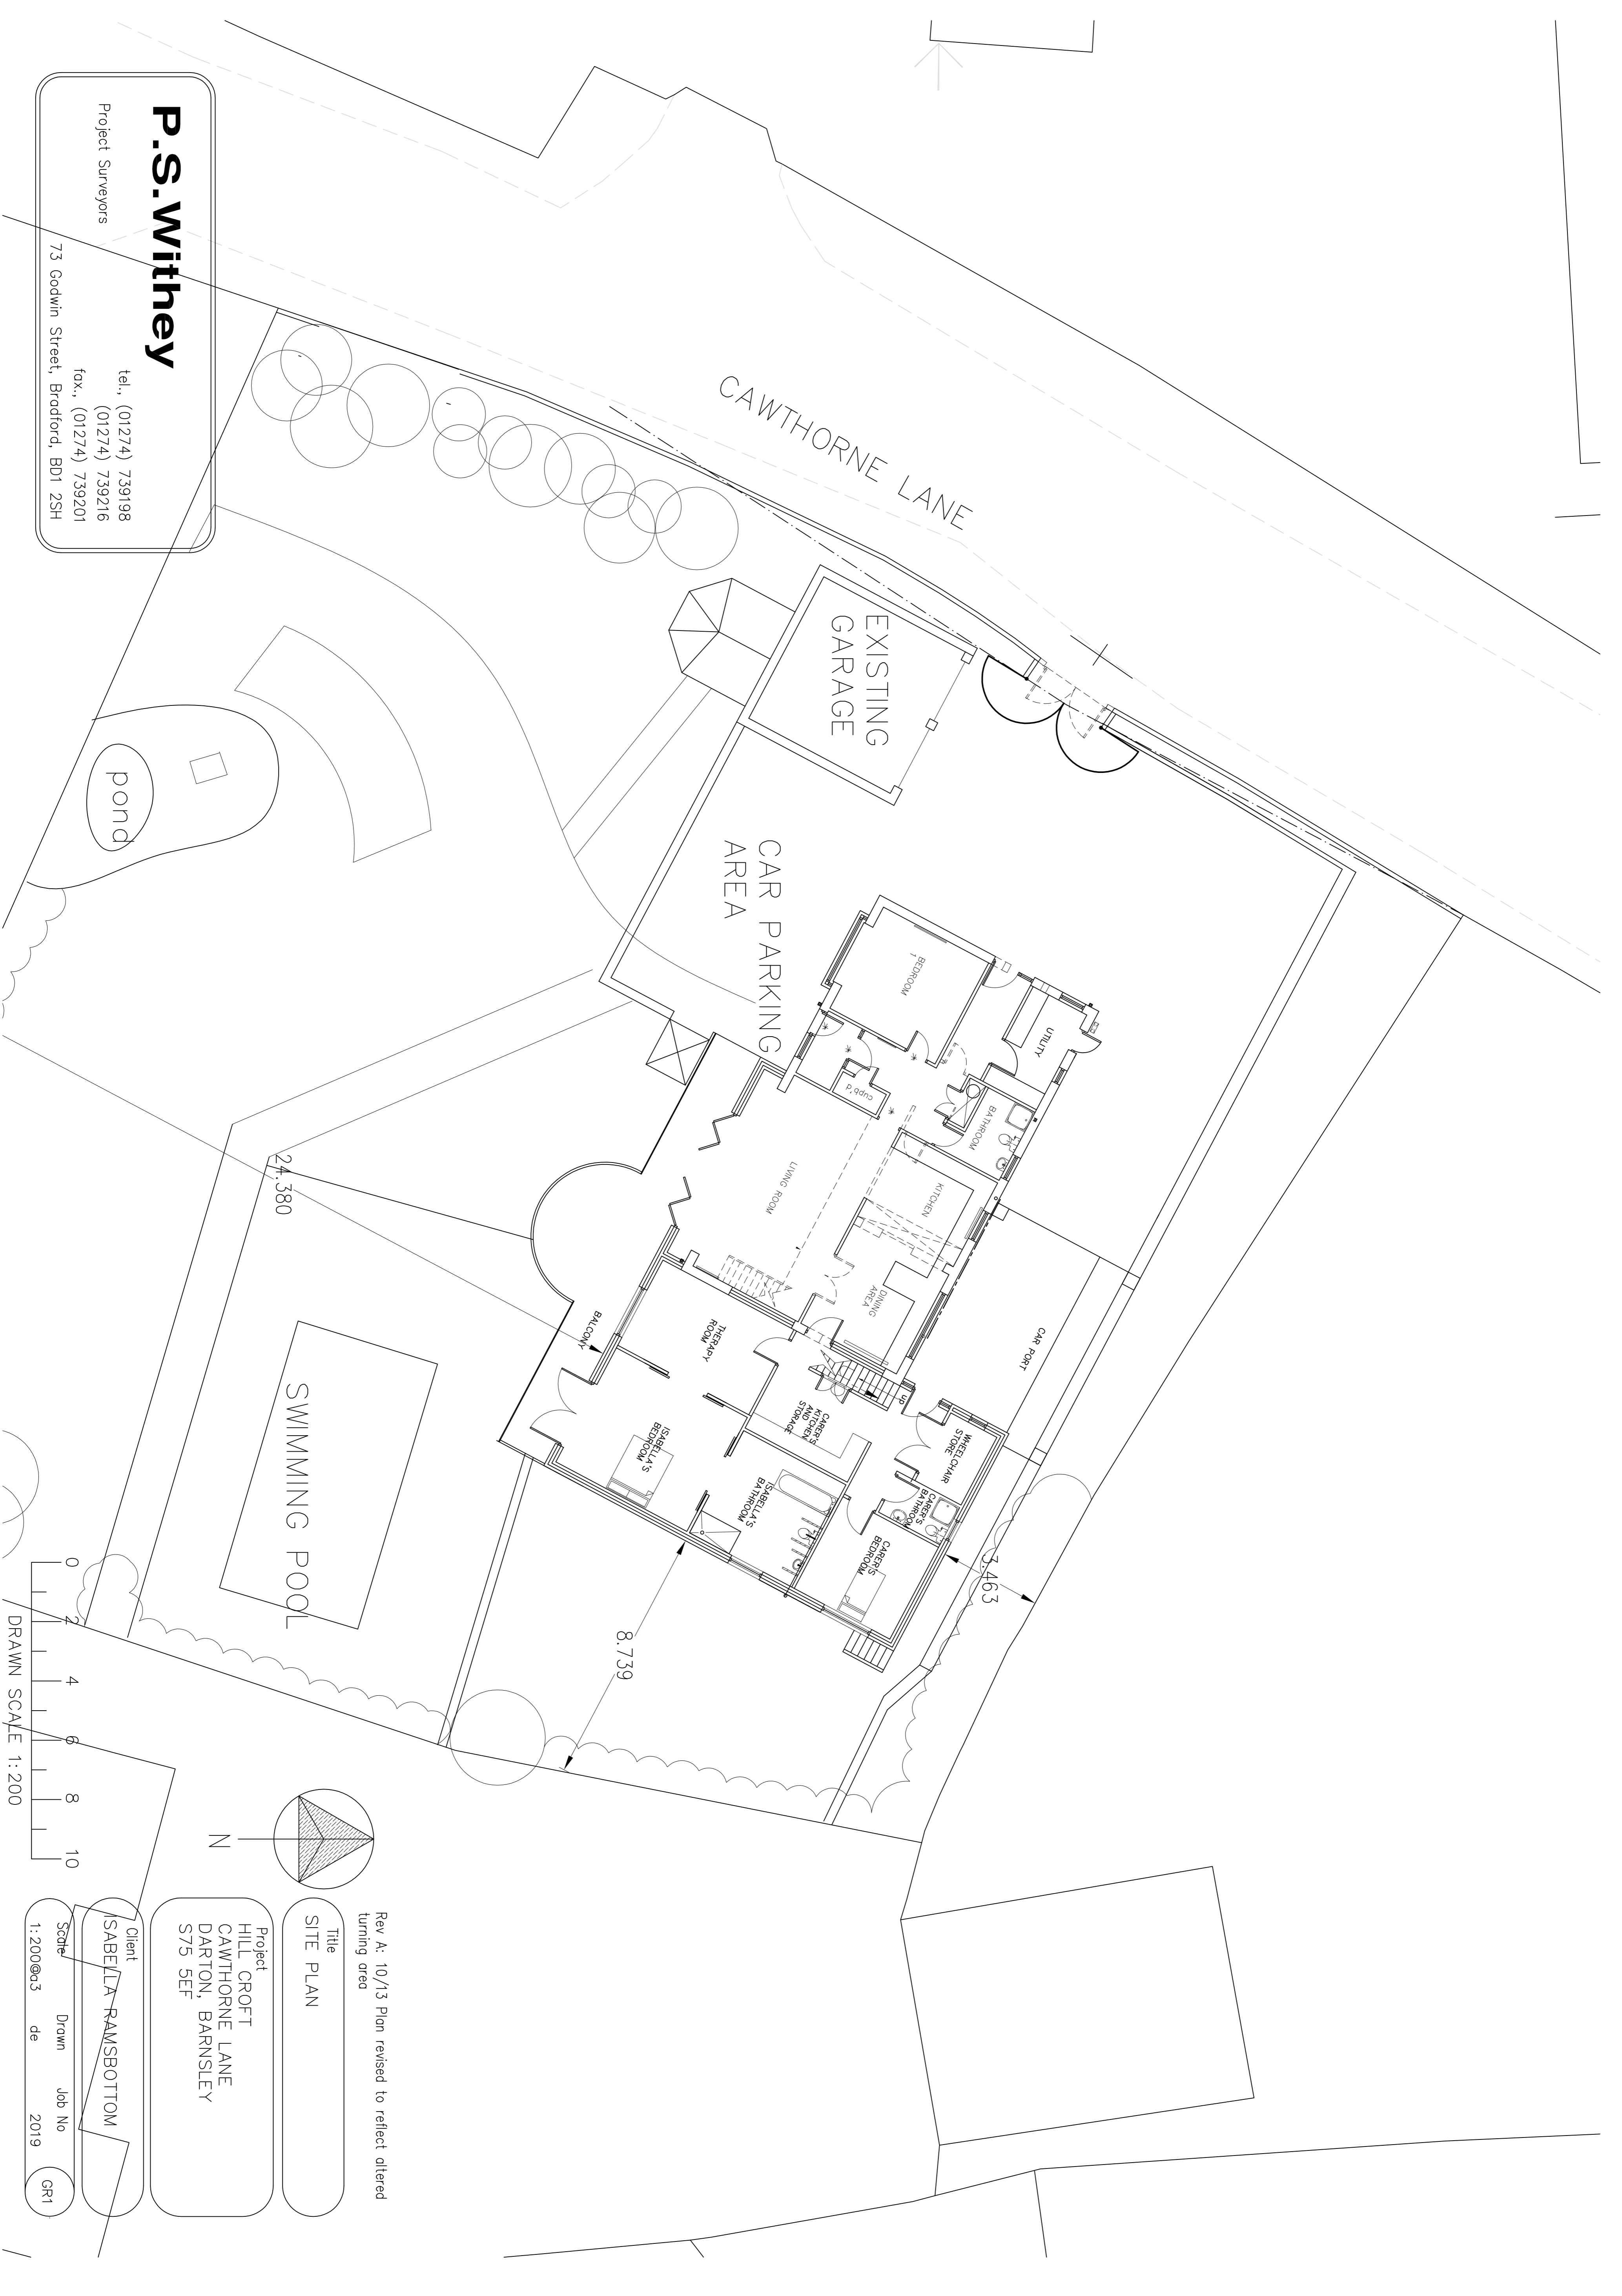 P.S.Withey
Project Surveyors
tel., (01274) 739198
(01274) 739216
fax., (01274) 739201
73 Godwin Street, Bradford, BD1 2SH
CAWTHORNE LANE
EXISTING
GARAGE
CAR PARKING
AREA
pond
BEDROOM
1
UTILITY
cupb'd
BATHROOM
KITCHEN
LIVING ROOM
DINING
AREA
CAR PORT
UP
THERAPY
ROOM
CARER'S
KITCHEN
AND
STORAGE
WHEELCHAIR
STORE
CARER'S
BATHROOM
CARER'S
BEDROOM
ISABELLA'S
BATHROOM
ISABELLA'S
BEDROOM
BALCONY
24.380
3.463
8.739
SWIMMING POOL
0 2 4 6 8 10
DRAWN SCALE 1:200
N
Rev A: 10/13 Plan revised to reflect altered
turning area
Title
SITE PLAN
Project
HILL CROFT
CAWTHORNE LANE
DARTON, BARNSLEY
S75 5EF
Client
ISABELLA RAMSBOTTOM
Scale Drawn Job No
1:200@a3 de 2019 GR1